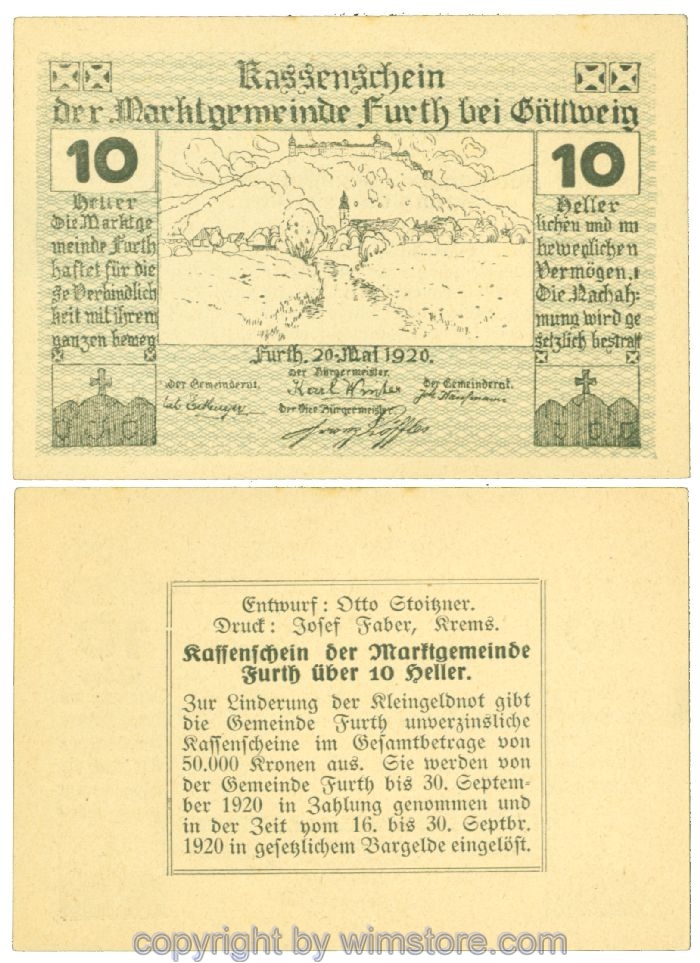 Kassenschein
der Marktgemeinde Furth bei Göttweig
10
Heller
Die Marktge
meinde Furth
haftet für die
se Verbindlich
keit mit ihrem
ganzen beweg
10
Heller
lichen und un
beweglichen
Vermögen.
Die Nachah:
mung wird ge
setzlich bestraft
Furth, 20. Mai 1920.
Der Bürgermeister.
Karl Winter
Der Gemeinderat.
Der Gemeinderat.
Der Vice Bürgermeister.
Franz
Entwurf: Otto Stoitzner.
Druck: Josef Faber, Krems.
Kassenschein der Marktgemeinde
Furth über 10 Heller.
Zur Linderung der Kleingeldnot gibt
die Gemeinde Furth unverzinsliche
Kassenscheine im Gesamtbetrage von
50.000 Kronen aus. Sie werden von
der Gemeinde Furth bis 30. Septem-
ber 1920 in Zahlung genommen und
in der Zeit vom 16. bis 30. Septbr.
1920 in gesetzlichem Bargelde eingelöst.
copyright by wimstore.com